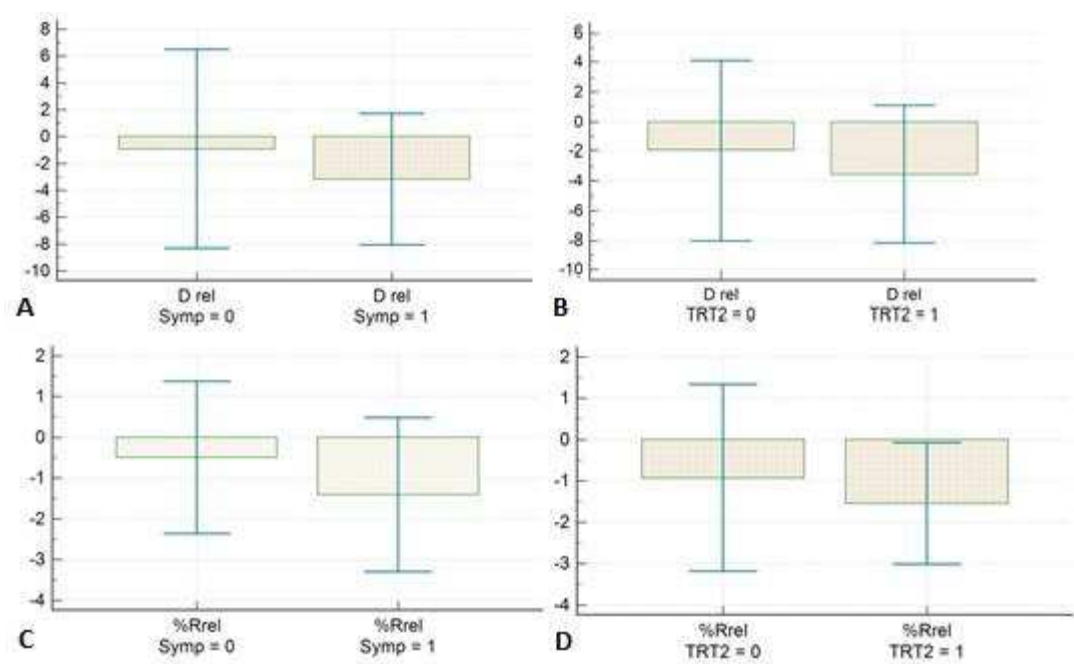 8
6
4
2
0
-2
-4
-6
-8
-10
D rel
Symp = 0
D rel
Symp = 1
A
6
4
2
0
-2
-4
-6
-8
-10
D rel
TRT2 = 0
D rel
TRT2 = 1
B
2
1
0
-1
-2
-3
-4
%Rrel
Symp = 0
%Rrel
Symp = 1
C
2
1
0
-1
-2
-3
-4
%Rrel
TRT2 = 0
%Rrel
TRT2 = 1
D